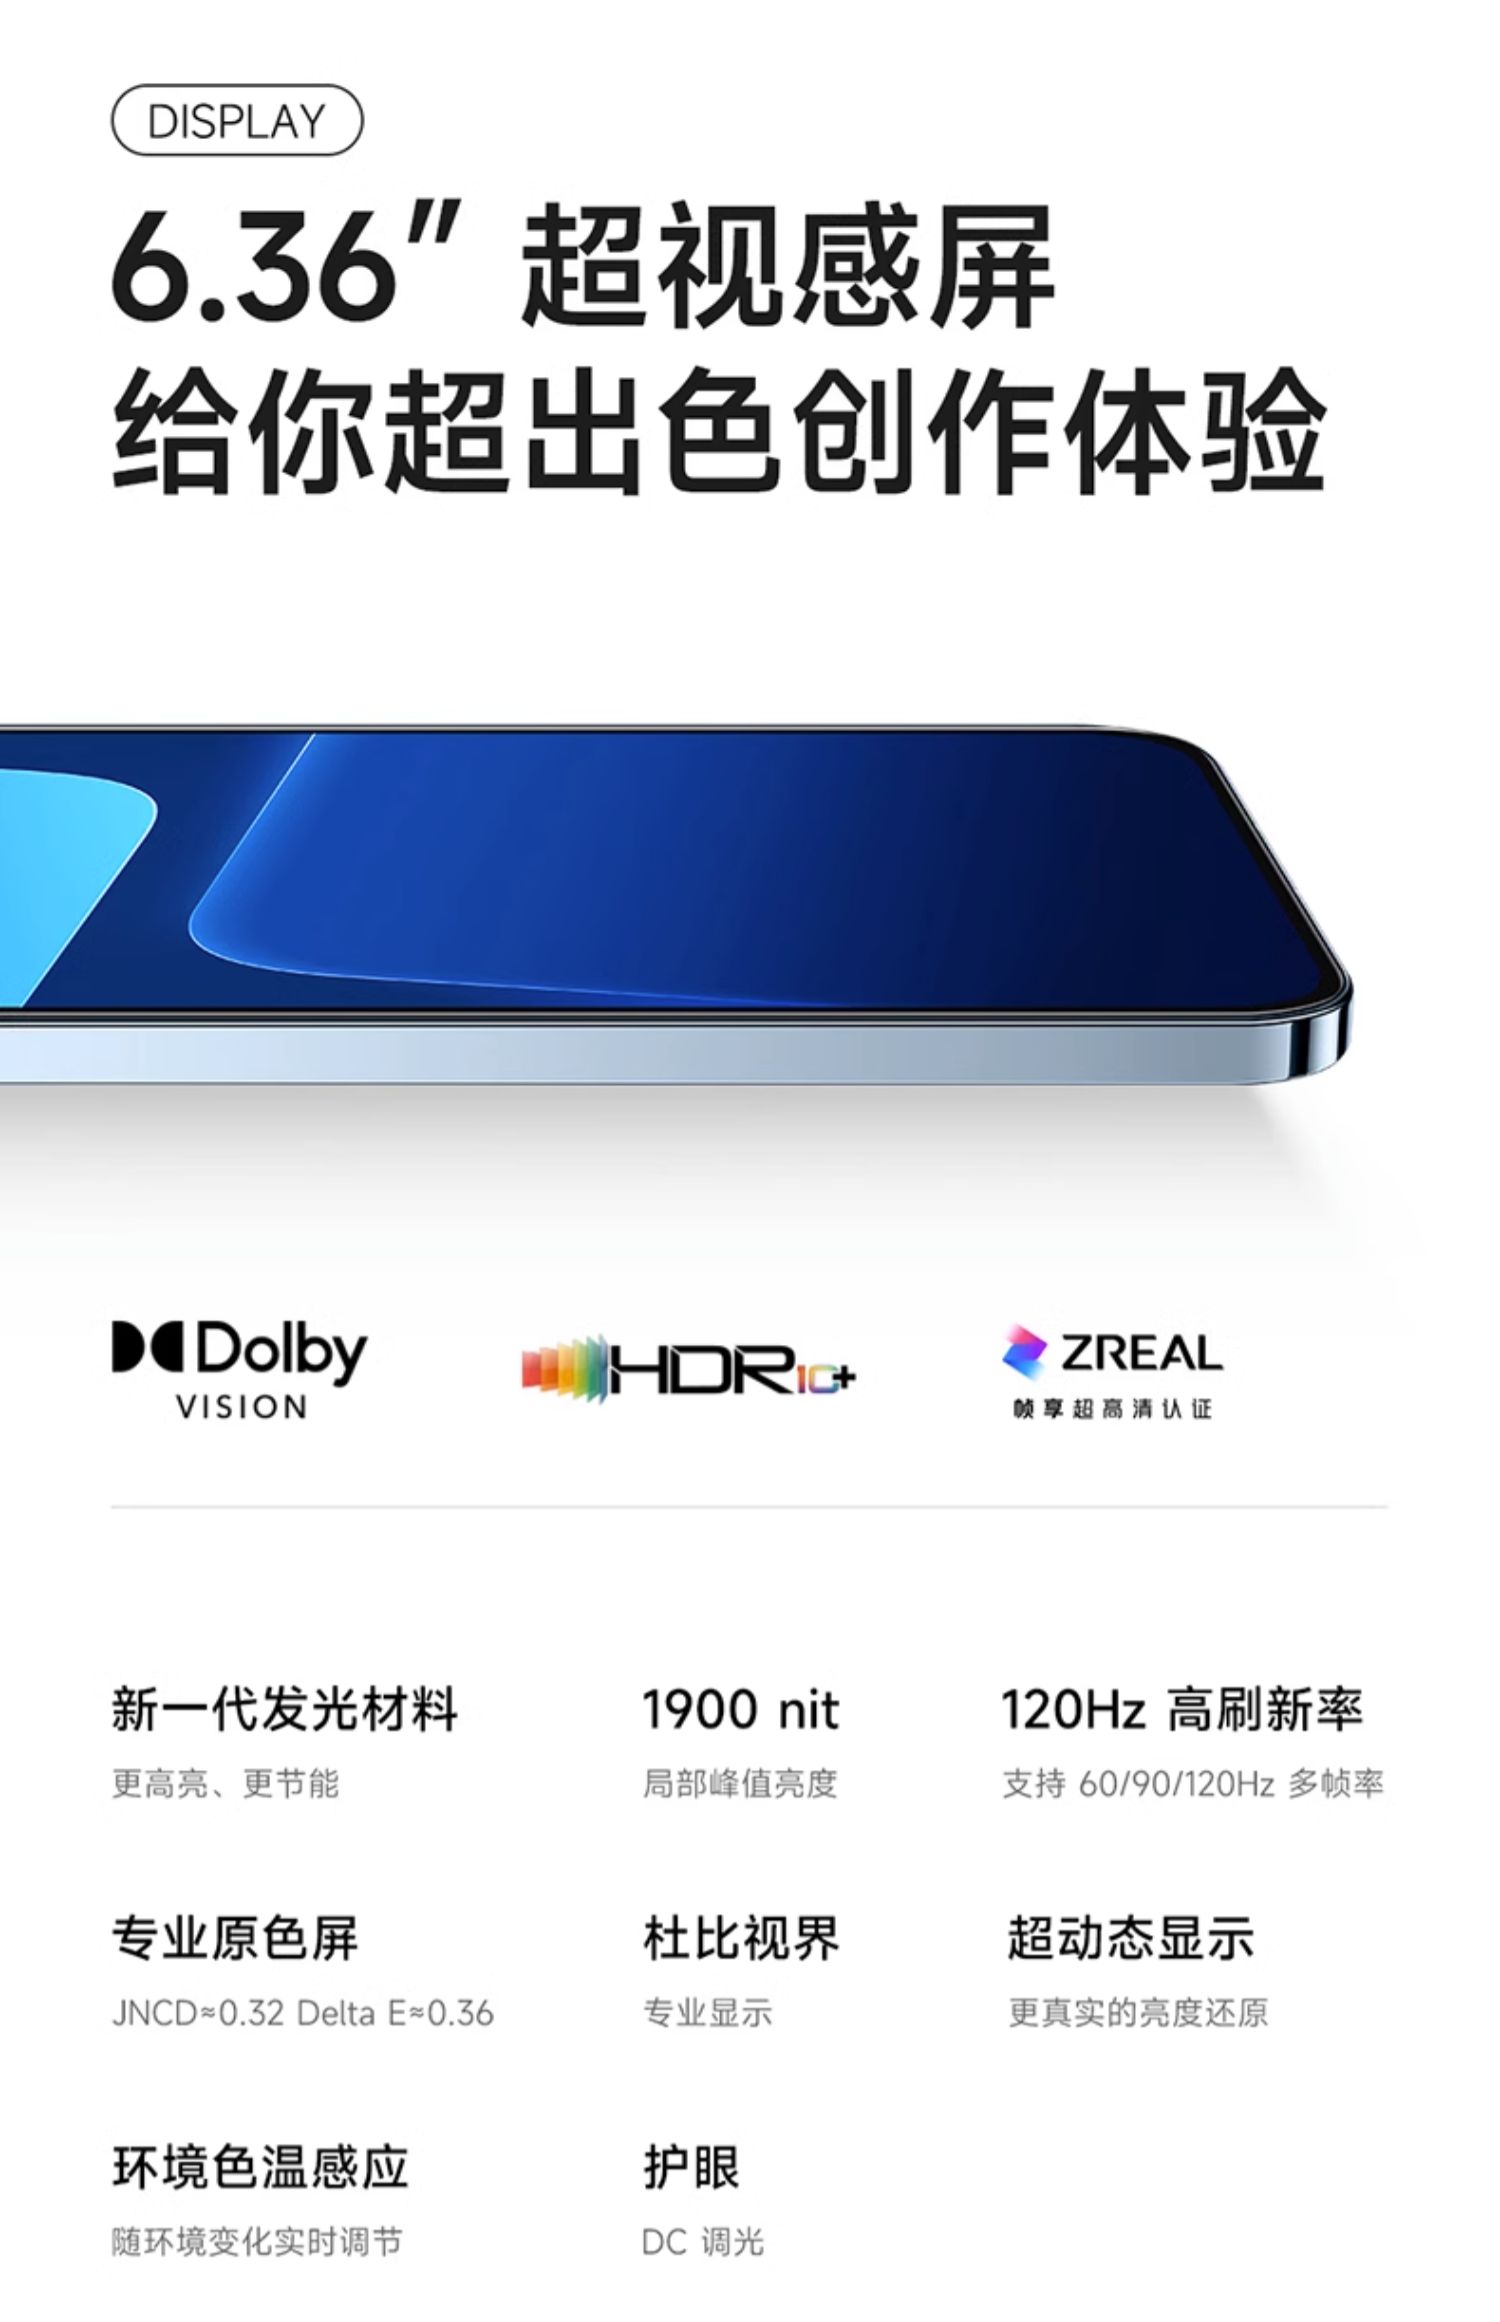 DISPLAY
6.36″ 超视感屏
给你超出色创作体验
Dolby
VISION
HDR10+
ZREAL
帧享超高清认证
新一代发光材料
更高亮、更节能
1900 nit
局部峰值亮度
120Hz 高刷新率
支持 60/90/120Hz 多帧率
专业原色屏
JNCD≈0.32 Delta E≈0.36
杜比视界
专业显示
超动态显示
更真实的亮度还原
环境色温感应
随环境变化实时调节
护眼
DC 调光